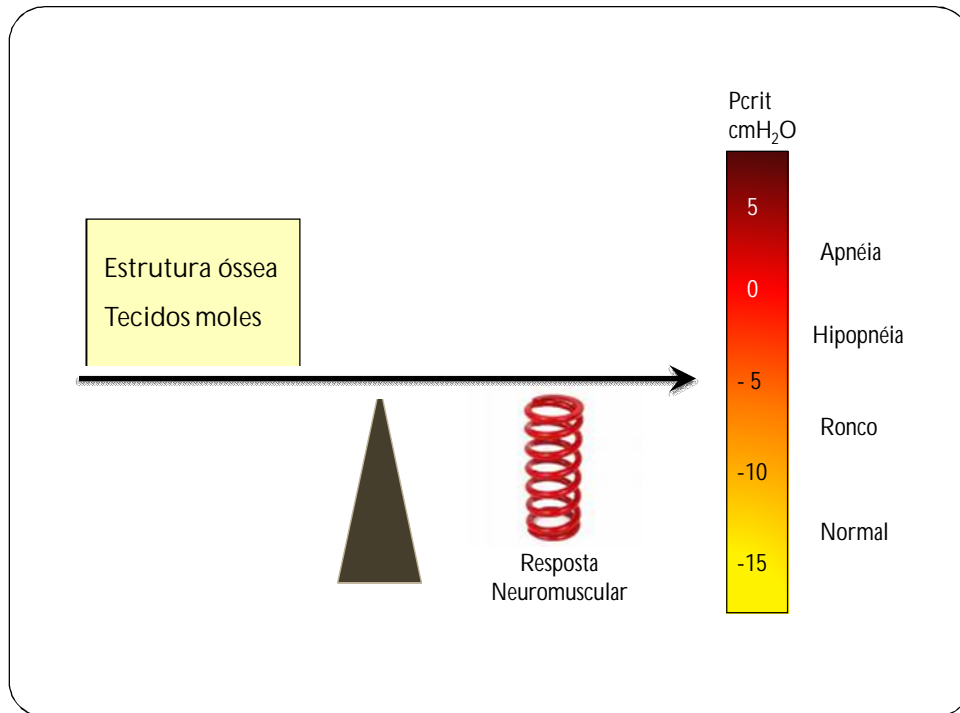 Pcrit
cmH₂O
5
Apnéia
Estrutura óssea
0
Tecidos moles
Hipopnéia
- 5
Ronco
-10
Normal
-15
Resposta
Neuromuscular